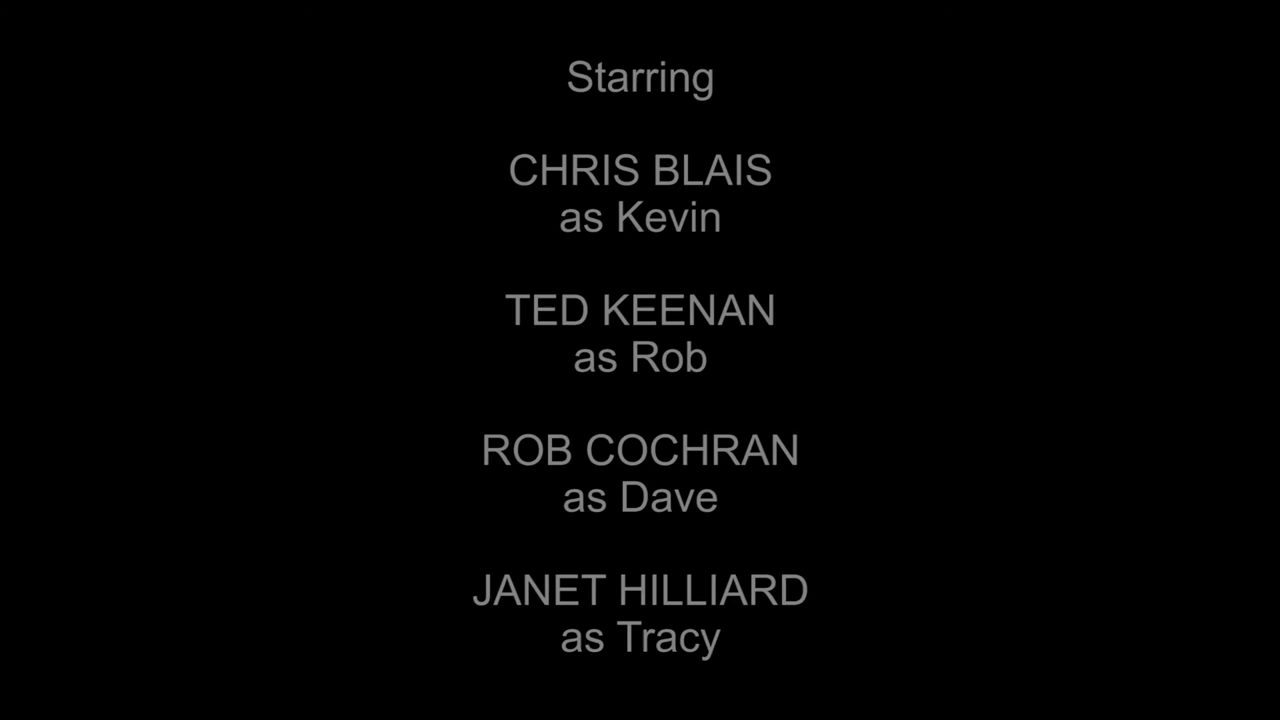 Starring
CHRIS BLAIS
as Kevin
TED KEENAN
as Rob
ROB COCHRAN
as Dave
JANET HILLIARD
as Tracy